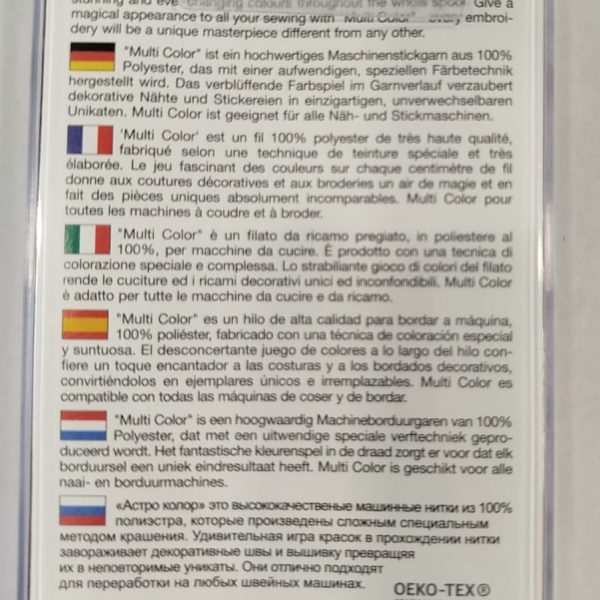 stunning and eve changing colours throughout the whole spool. Give a
magical appearance to all your sewing with "Multi Color" every embroi-
dery will be a unique masterpiece different from any other.
"Multi Color" ist ein hochwertiges Maschinenstickgarn aus 100%
Polyester, das mit einer aufwendigen, speziellen Färbetechnik
hergestellt wird. Das verblüffende Farbspiel im Garnverlauf verzaubert
dekorative Nähte und Stickereien in einzigartigen, unverwechselbaren
Unikaten. Multi Color ist geeignet für alle Näh- und Stickmaschinen.
'Multi Color' est un fil 100% polyester de très haute qualité,
fabriqué selon une technique de teinture spéciale et très
élaborée. Le jeu fascinant des couleurs sur chaque centimètre de fil
donne aux coutures décoratives et aux broderies un air de magie et en
fait des pièces uniques absolument incomparables. Multi Color pour
toutes les machines à coudre et à broder.
"Multi Color" è un filato da ricamo pregiato, in poliestere al
100%, per macchine da cucire. È prodotto con una tecnica di
colorazione speciale e complessa. Lo strabiliante gioco di colori del filato
rende le cuciture ed i ricami decorativi unici ed inconfondibili. Multi Color
è adatto per tutte le macchine da cucire e da ricamo.
"Multi Color" es un hilo de alta calidad para bordar a máquina,
100% poliéster, fabricado con una técnica de coloración especial
y suntuosa. El desconcertante juego de colores a lo largo del hilo con-
fiere un toque encantador a las costuras y a los bordados decorativos,
convirtiéndolos en ejemplares únicos e irremplazables. Multi Color es
compatible con todas las máquinas de coser y de bordar.
"Multi Color" is een hoogwaardig Machineborduurgaren van 100%
Polyester, dat met een uitwendige speciale verftechniek gepro-
duceerd wordt. Het fantastische kleurenspel in de draad zorgt er voor dat elk
borduursel een uniek eindresultaat heeft. Multi Color is geschikt voor alle
naai- en borduurmachines.
«Астро колор» это высококачественые машинные нитки из 100%
полиэстра, которые произведены сложным специальным
методом крашения. Удивительная игра красок в прохождении нитки
завораживает декоративные швы и вышивку превращяя
их в неповторимые уникаты. Они отлично подходят
для переработки на любых швейных машинах.
OEKO-TEX®